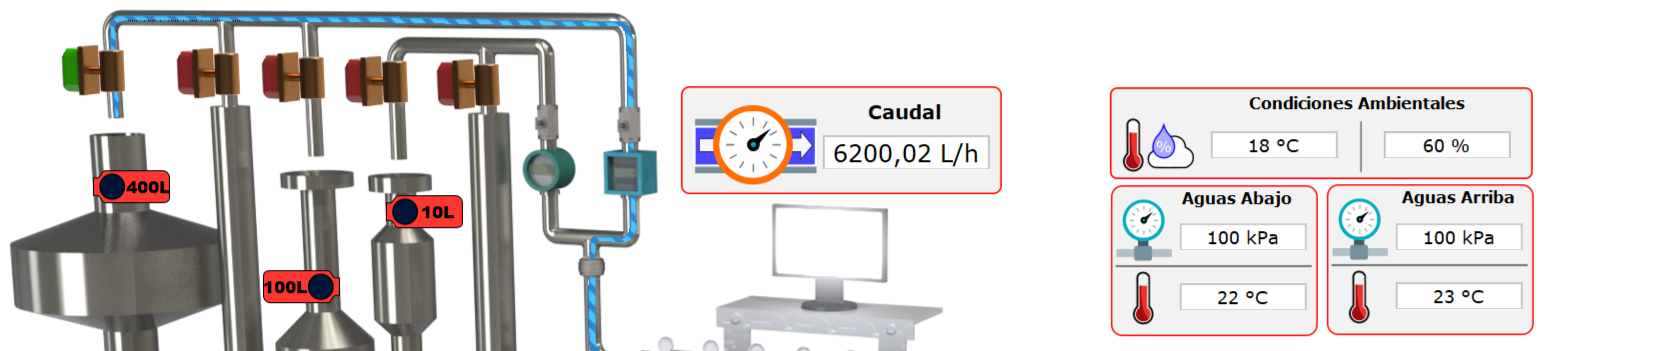 400L
10L
100L
Caudal
6200,02 L/h
Condiciones Ambientales
%
18 °C
60 %
Aguas Abajo
100 kPa
22 °C
Aguas Arriba
100 kPa
23 °C